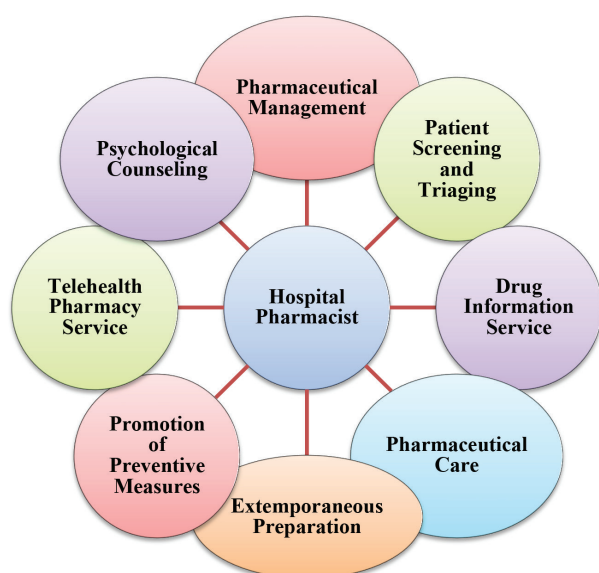 Pharmaceutical
Management
Patient
Screening
and
Triaging
Psychological
Counseling
Telehealth
Pharmacy
Service
Hospital
Pharmacist
Drug
Information
Service
Promotion
of
Preventive
Measures
Pharmaceutical
Care
Extemporaneous
Preparation